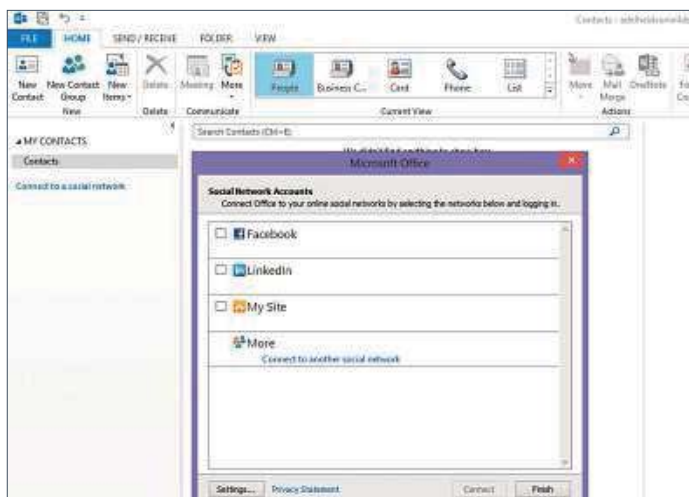 FILE HOME SEND / RECEIVE FOLDER VIEW
New Contact
New Contact Group
New Items
Delete
Meeting
More
People
Business C...
Card
Phone
List
Move
Mail Merge
OneNote
New
Delete
Communicate
Current View
Actions
Search Contacts (Ctrl+E)
MY CONTACTS
Contacts
Connect to a social network
Microsoft Office
Social Network Accounts
Connect Office to your online social networks by selecting the networks below and logging in.
Facebook
LinkedIn
My Site
More
Connect to another social network
Settings... Privacy Statement Connect Finish